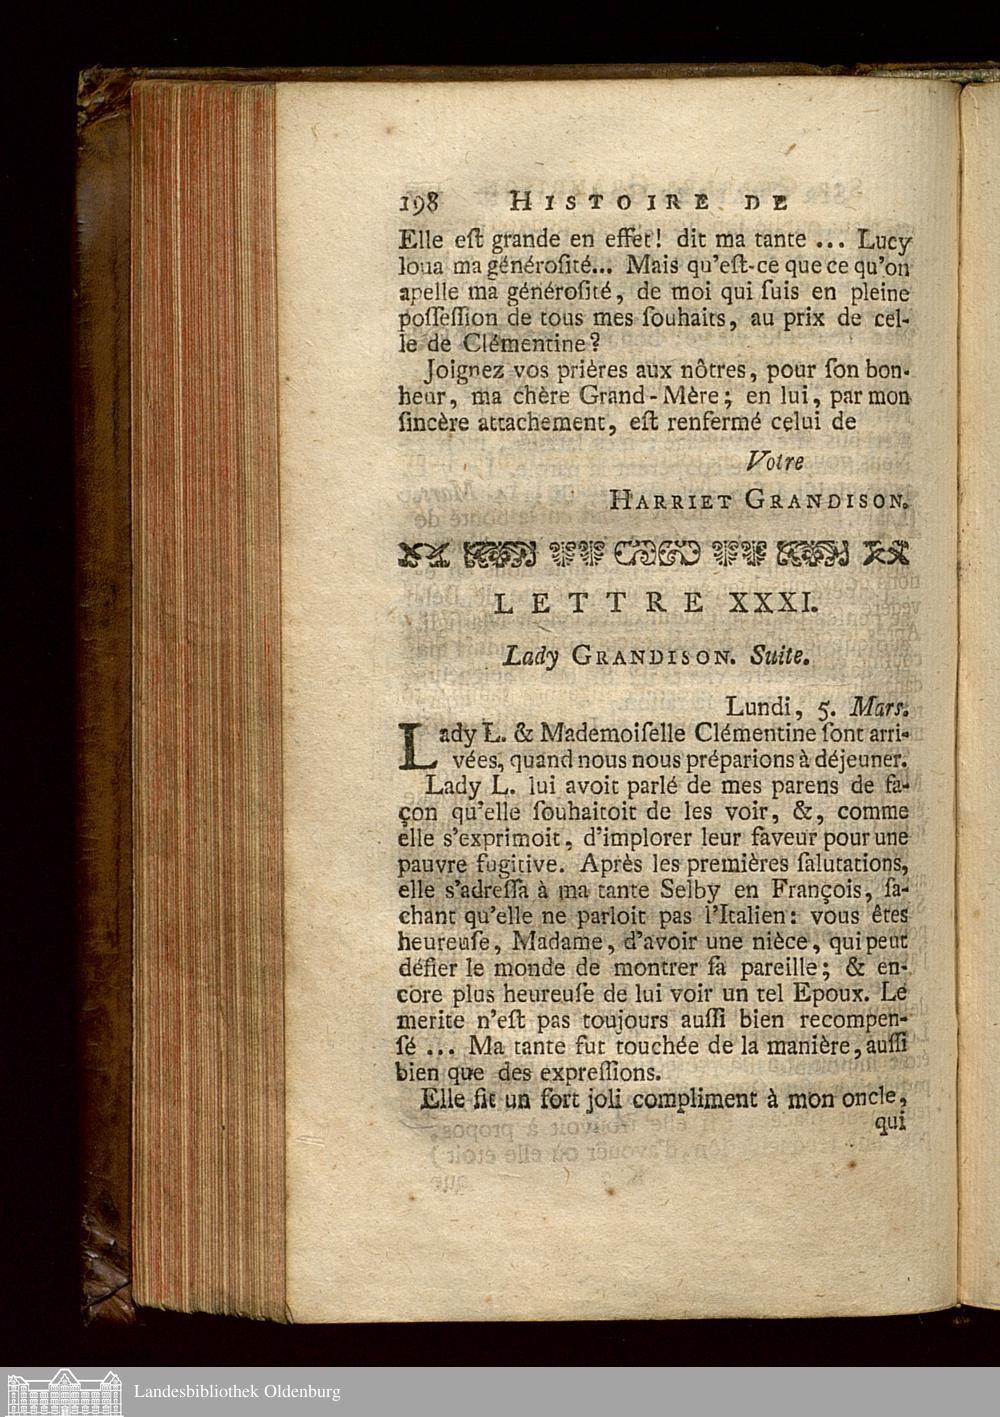 198 HISTOIRE DE
Elle eſt grande en effet! dit ma tante ... Lucy
loua ma généroſité... Mais qu'eſt-ce que ce qu'on
apelle ma généroſité, de moi qui ſuis en pleine
poſſeſſion de tous mes ſouhaits, au prix de cel-
le de Clémentine?
Joignez vos prières aux nôtres, pour ſon bon-
heur, ma chère Grand-Mère; en lui, par mon
ſincère attachement, eſt renfermé celui de
Votre
HARRIET GRANDISON.
LETTRE XXXI.
Lady GRANDISON. Suite.
Lundi, 5. Mars.
Lady L. & Mademoiſelle Clémentine ſont arri-
vées, quand nous nous préparions à déjeuner.
Lady L. lui avoit parlé de mes parens de fa-
çon qu'elle ſouhaitoit de les voir, &, comme
elle s'exprimoit, d'implorer leur faveur pour une
pauvre fugitive. Après les premières ſalutations,
elle s'adreſſa à ma tante Selby en François, ſa-
chant qu'elle ne parloit pas l'Italien: vous êtes
heureuſe, Madame, d'avoir une nièce, qui peut
défier le monde de montrer ſa pareille; & en-
core plus heureuſe de lui voir un tel Epoux. Le
merite n'eſt pas toujours auſſi bien recompen-
ſé ... Ma tante fut touchée de la manière, auſſi
bien que des expreſſions.
Elle fit un fort joli compliment à mon oncle,
qui
Landesbibliothek Oldenburg